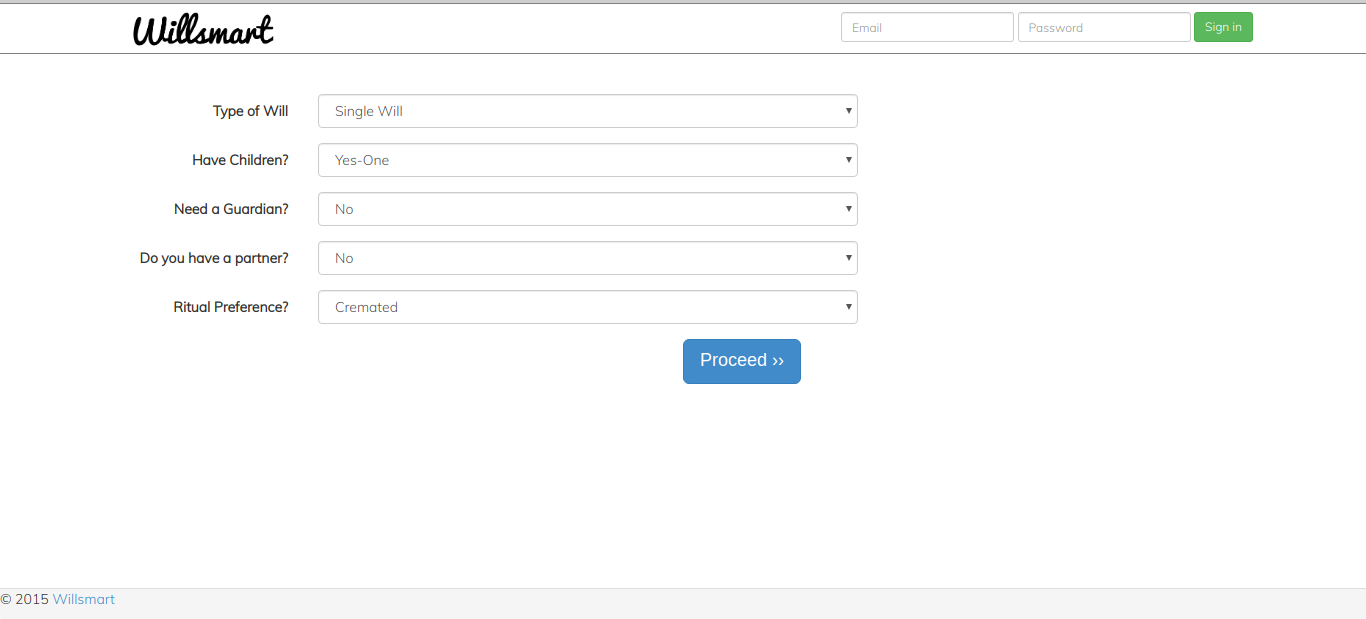 Willsmart
Email Password Sign in
Type of Will Single Will
Have Children? Yes-One
Need a Guardian? No
Do you have a partner? No
Ritual Preference? Cremated
Proceed ››
© 2015 Willsmart